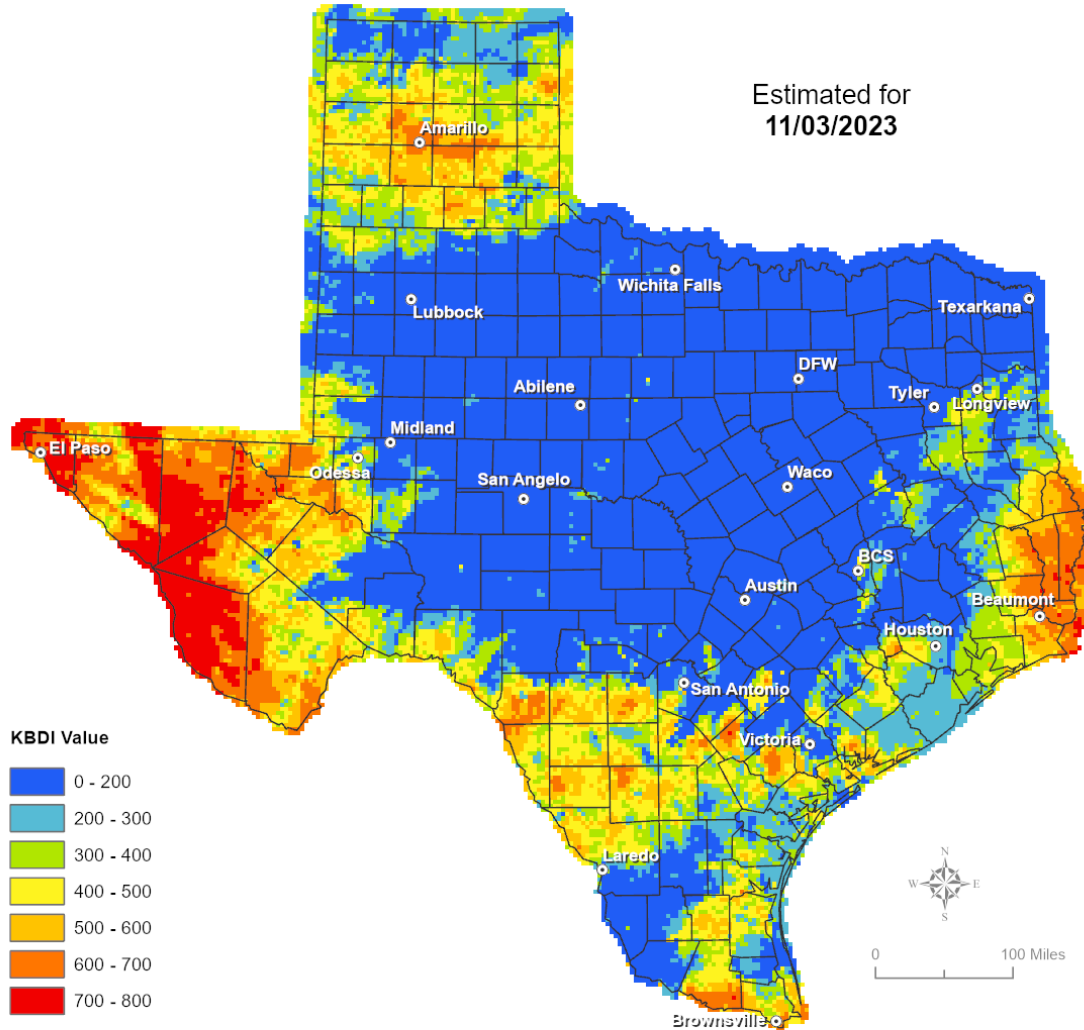 Estimated for
11/03/2023
Amarillo
Wichita Falls
Lubbock
Texarkana
DFW
Abilene
Tyler
Longview
Midland
El Paso
Odessa
San Angelo
Waco
BCS
Austin
Beaumont
Houston
San Antonio
Victoria
KBDI Value
0 - 200
200 - 300
300 - 400
400 - 500
500 - 600
600 - 700
700 - 800
Laredo
N
W E
S
0 100 Miles
Brownsville